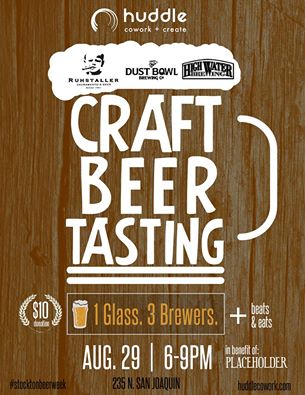 huddle
cowork + create
RUHSTALLER
DUST BOWL
BREWING CO
HIGH WATER
BREWING
CRAFT
BEER
TASTING
$10
donation
1 Glass. 3 Brewers.
+ beats
& eats
AUG. 29 | 6-9PM
in benefit of:
PLACEHOLDER
#stocktonbeerweek
235 N. SAN JOAQUIN
huddlecowork.com